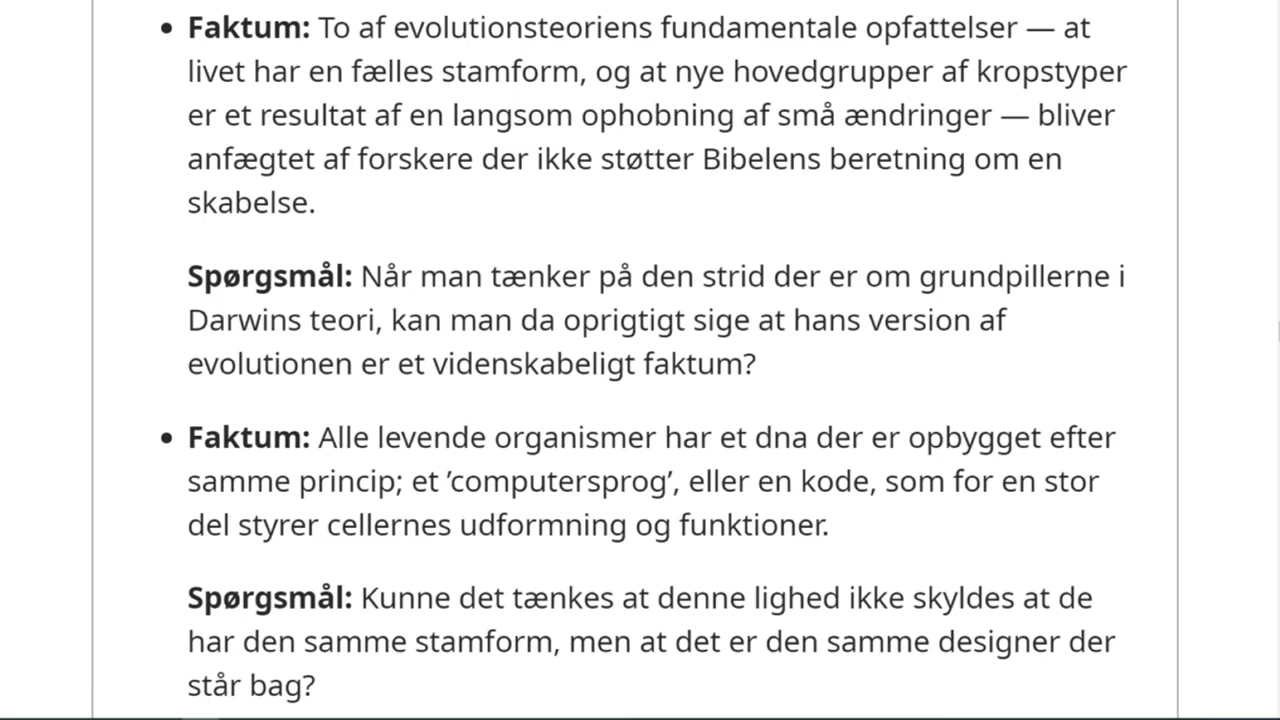 • Faktum: To af evolutionsteoriens fundamentale opfattelser — at
livet har en fælles stamform, og at nye hovedgrupper af kropstyper
er et resultat af en langsom ophobning af små ændringer — bliver
anfægtet af forskere der ikke støtter Bibelens beretning om en
skabelse.
Spørgsmål: Når man tænker på den strid der er om grundpillerne i
Darwins teori, kan man da oprigtigt sige at hans version af
evolutionen er et videnskabeligt faktum?
• Faktum: Alle levende organismer har et dna der er opbygget efter
samme princip; et ’computersprog’, eller en kode, som for en stor
del styrer cellernes udformning og funktioner.
Spørgsmål: Kunne det tænkes at denne lighed ikke skyldes at de
har den samme stamform, men at det er den samme designer der
står bag?